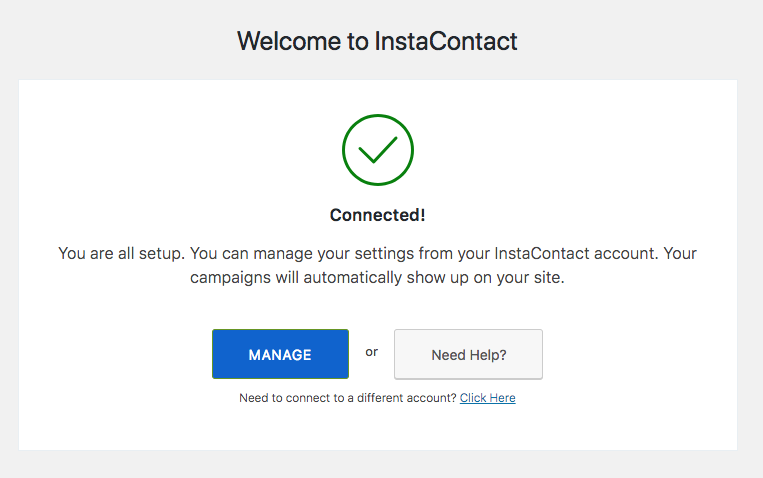 Welcome to InstaContact
Connected!
You are all setup. You can manage your settings from your InstaContact account. Your
campaigns will automatically show up on your site.
MANAGE or Need Help?
Need to connect to a different account? Click Here